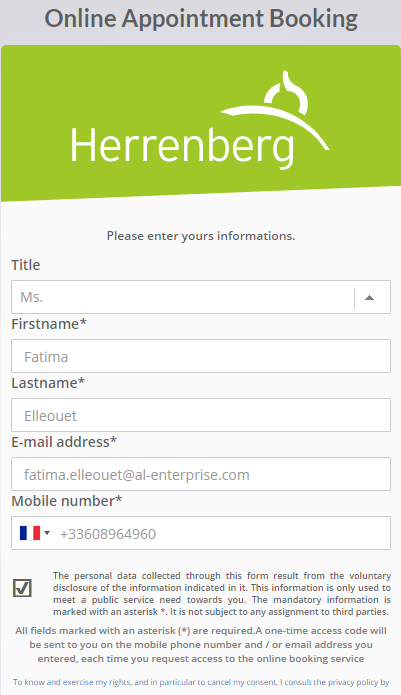 Online Appointment Booking
Herrenberg
Please enter yours informations.
Title
Ms.
Firstname*
Fatima
Lastname*
Elleouet
E-mail address*
fatima.elleouet@al-enterprise.com
Mobile number*
+33608964960
The personal data collected through this form result from the voluntary
disclosure of the information indicated in it. This information is only used to
meet a public service need towards you. The mandatory information is
marked with an asterisk *. It is not subject to any assignment to third parties.
All fields marked with an asterisk (*) are required.A one-time access code will
be sent to you on the mobile phone number and / or email address you
entered, each time you request access to the online booking service
To know and exercise my rights, and in particular to cancel my consent, I consult the privacy policy by